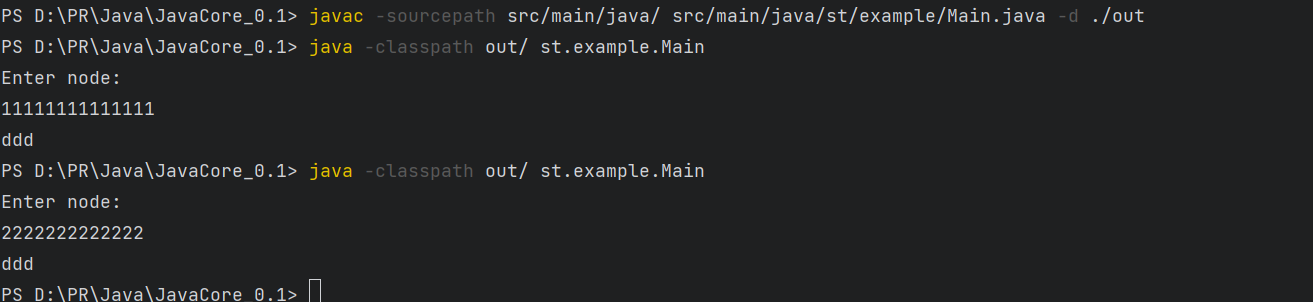 PS D:\PR\Java\JavaCore_0.1> javac -sourcepath src/main/java/ src/main/java/st/example/Main.java -d ./out
PS D:\PR\Java\JavaCore_0.1> java -classpath out/ st.example.Main
Enter node:
11111111111111
ddd
PS D:\PR\Java\JavaCore_0.1> java -classpath out/ st.example.Main
Enter node:
2222222222222
ddd
PS D:\PR\Java\JavaCore_0.1>